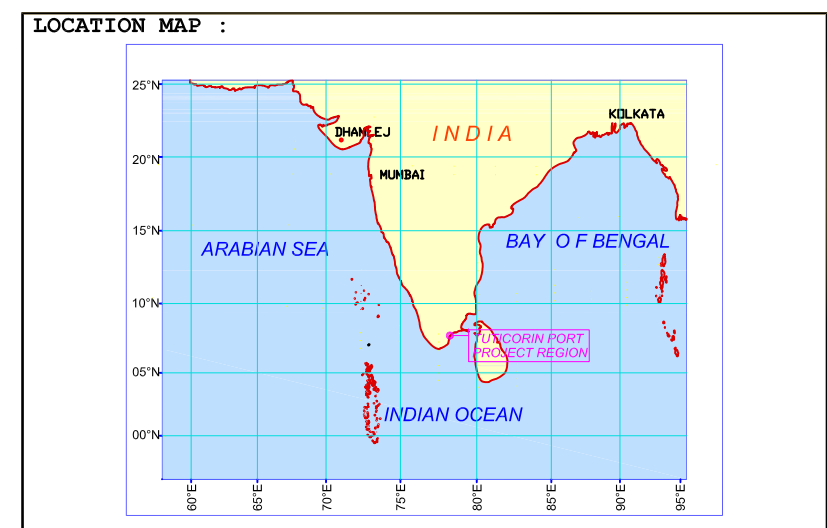 LOCATION MAP :
25°N
KOLKATA
DHAMLEJ
INDIA
20°N
MUMBAI
15°N
ARABIAN SEA
BAY OF BENGAL
10°N
TUTICORIN PORT
PROJECT REGION
05°N
INDIAN OCEAN
00°N
60°E
65°E
70°E
75°E
80°E
85°E
90°E
95°E